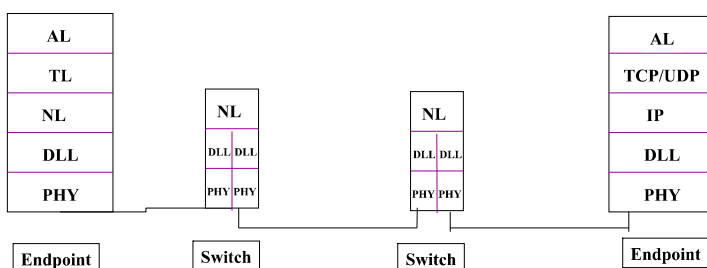 AL
TL
NL
DLL
PHY
Endpoint
NL
DLL DLL
PHY PHY
Switch
NL
DLL DLL
PHY PHY
Switch
AL
TCP/UDP
IP
DLL
PHY
Endpoint